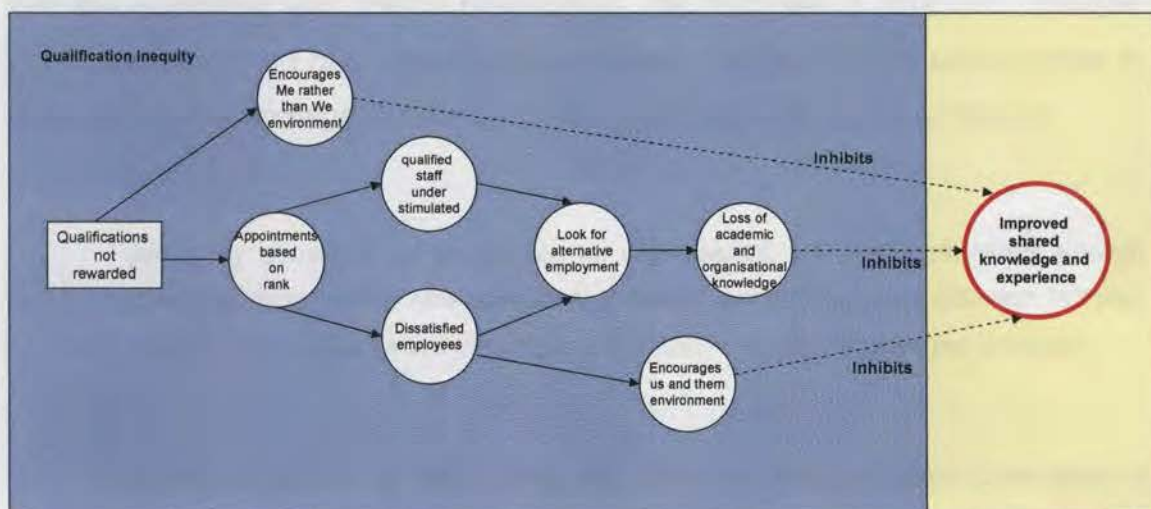 Qualification Inequity
Encourages
Me rather
than We
environment
Inhibits
qualified
staff
under
stimulated
Qualifications
not
rewarded
Appointments
based
on
rank
Look for
alternative
employment
Loss of
academic
and
organisational
knowledge
Inhibits
Improved
shared
knowledge and
experience
Dissatisfied
employees
Encourages
us and them
environment
Inhibits